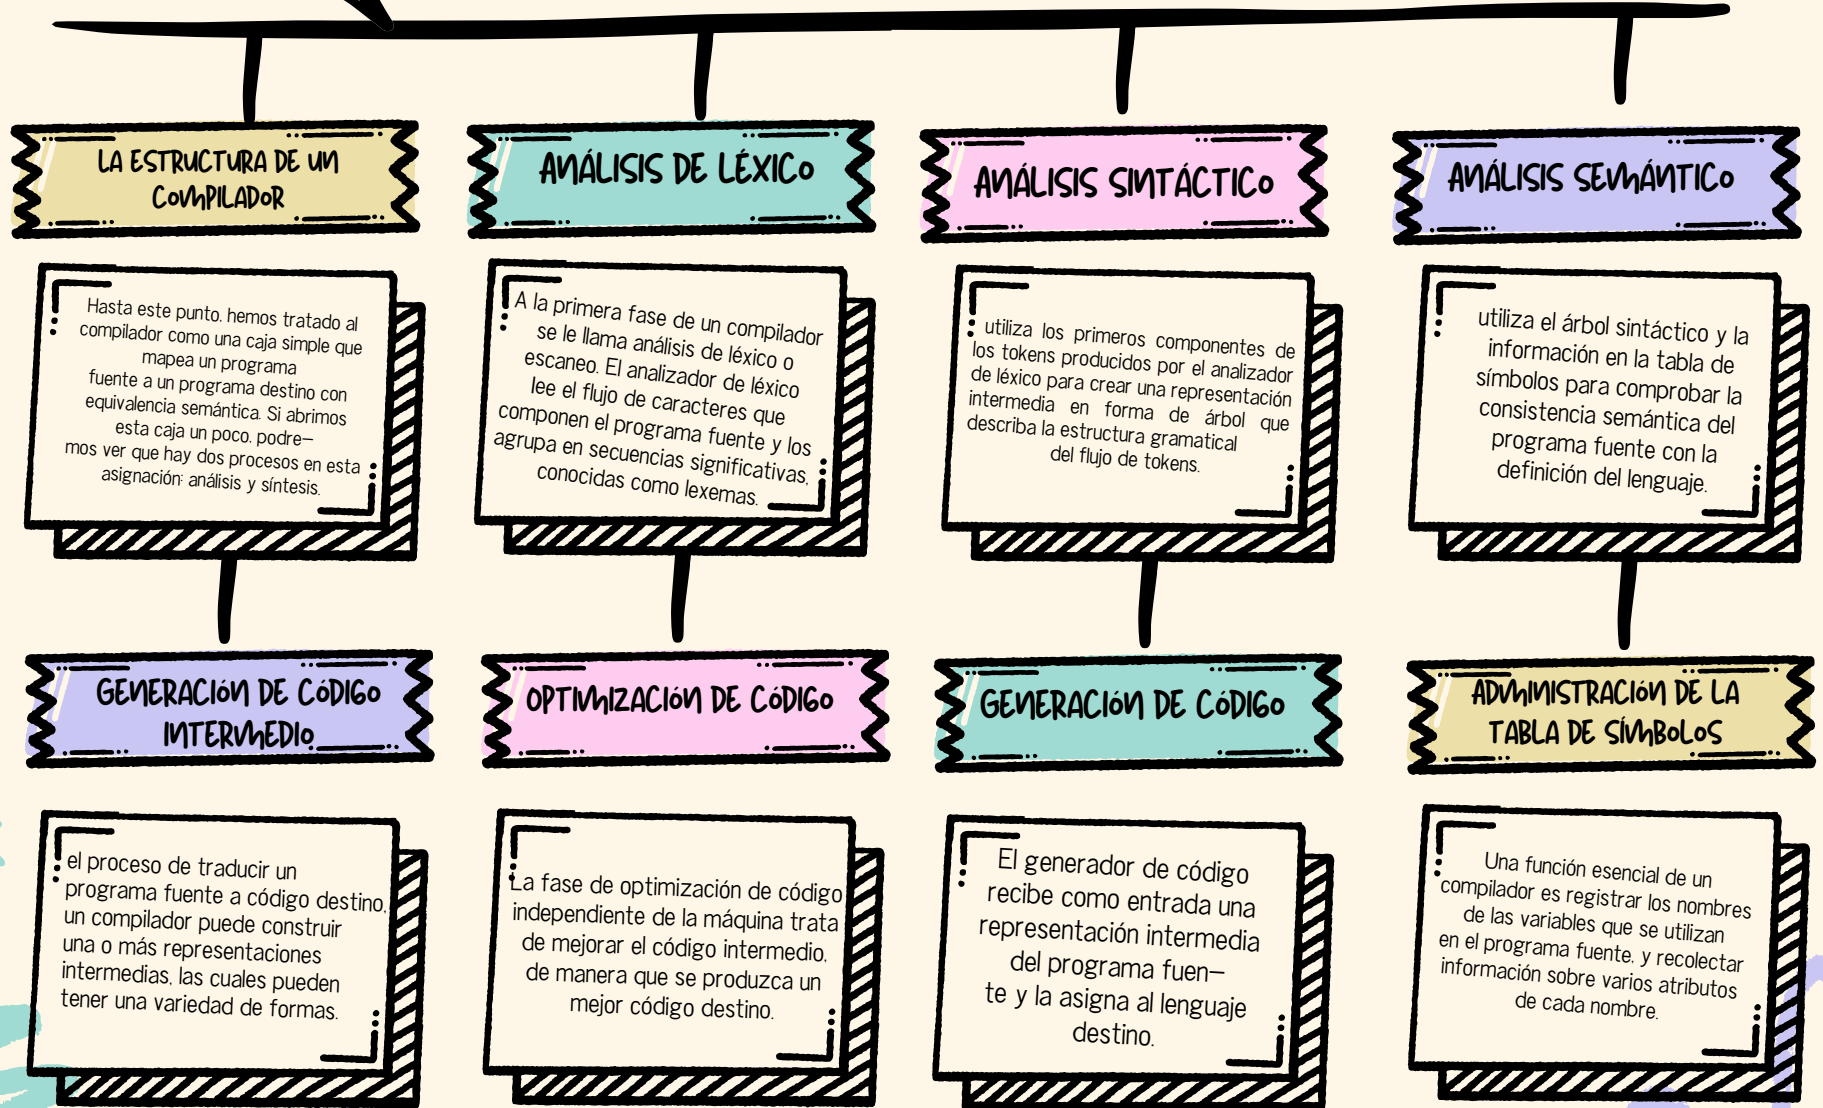 LA ESTRUCTURA DE UN
COMPILADOR
Hasta este punto, hemos tratado al
compilador como una caja simple que
mapea un programa
fuente a un programa destino con
equivalencia semántica. Si abrimos
esta caja un poco, podre–
mos ver que hay dos procesos en esta
asignación: análisis y síntesis.
ANÁLISIS DE LÉXICO
A la primera fase de un compilador
se le llama análisis de léxico o
escaneo. El analizador de léxico
lee el flujo de caracteres que
componen el programa fuente y los
agrupa en secuencias significativas,
conocidas como lexemas.
ANÁLISIS SINTÁCTICO
utiliza los primeros componentes de
los tokens producidos por el analizador
de léxico para crear una representación
intermedia en forma de árbol que
describa la estructura gramatical
del flujo de tokens.
ANÁLISIS SEMÁNTICO
utiliza el árbol sintáctico y la
información en la tabla de
símbolos para comprobar la
consistencia semántica del
programa fuente con la
definición del lenguaje.
GENERACIÓN DE CÓDIGO
INTERMEDIO
el proceso de traducir un
programa fuente a código destino,
un compilador puede construir
una o más representaciones
intermedias, las cuales pueden
tener una variedad de formas.
OPTIMIZACIÓN DE CÓDIGO
La fase de optimización de código
independiente de la máquina trata
de mejorar el código intermedio,
de manera que se produzca un
mejor código destino.
GENERACIÓN DE CÓDIGO
El generador de código
recibe como entrada una
representación intermedia
del programa fuen–
te y la asigna al lenguaje
destino.
ADMINISTRACIÓN DE LA
TABLA DE SÍMBOLOS
Una función esencial de un
compilador es registrar los nombres
de las variables que se utilizan
en el programa fuente, y recolectar
información sobre varios atributos
de cada nombre.